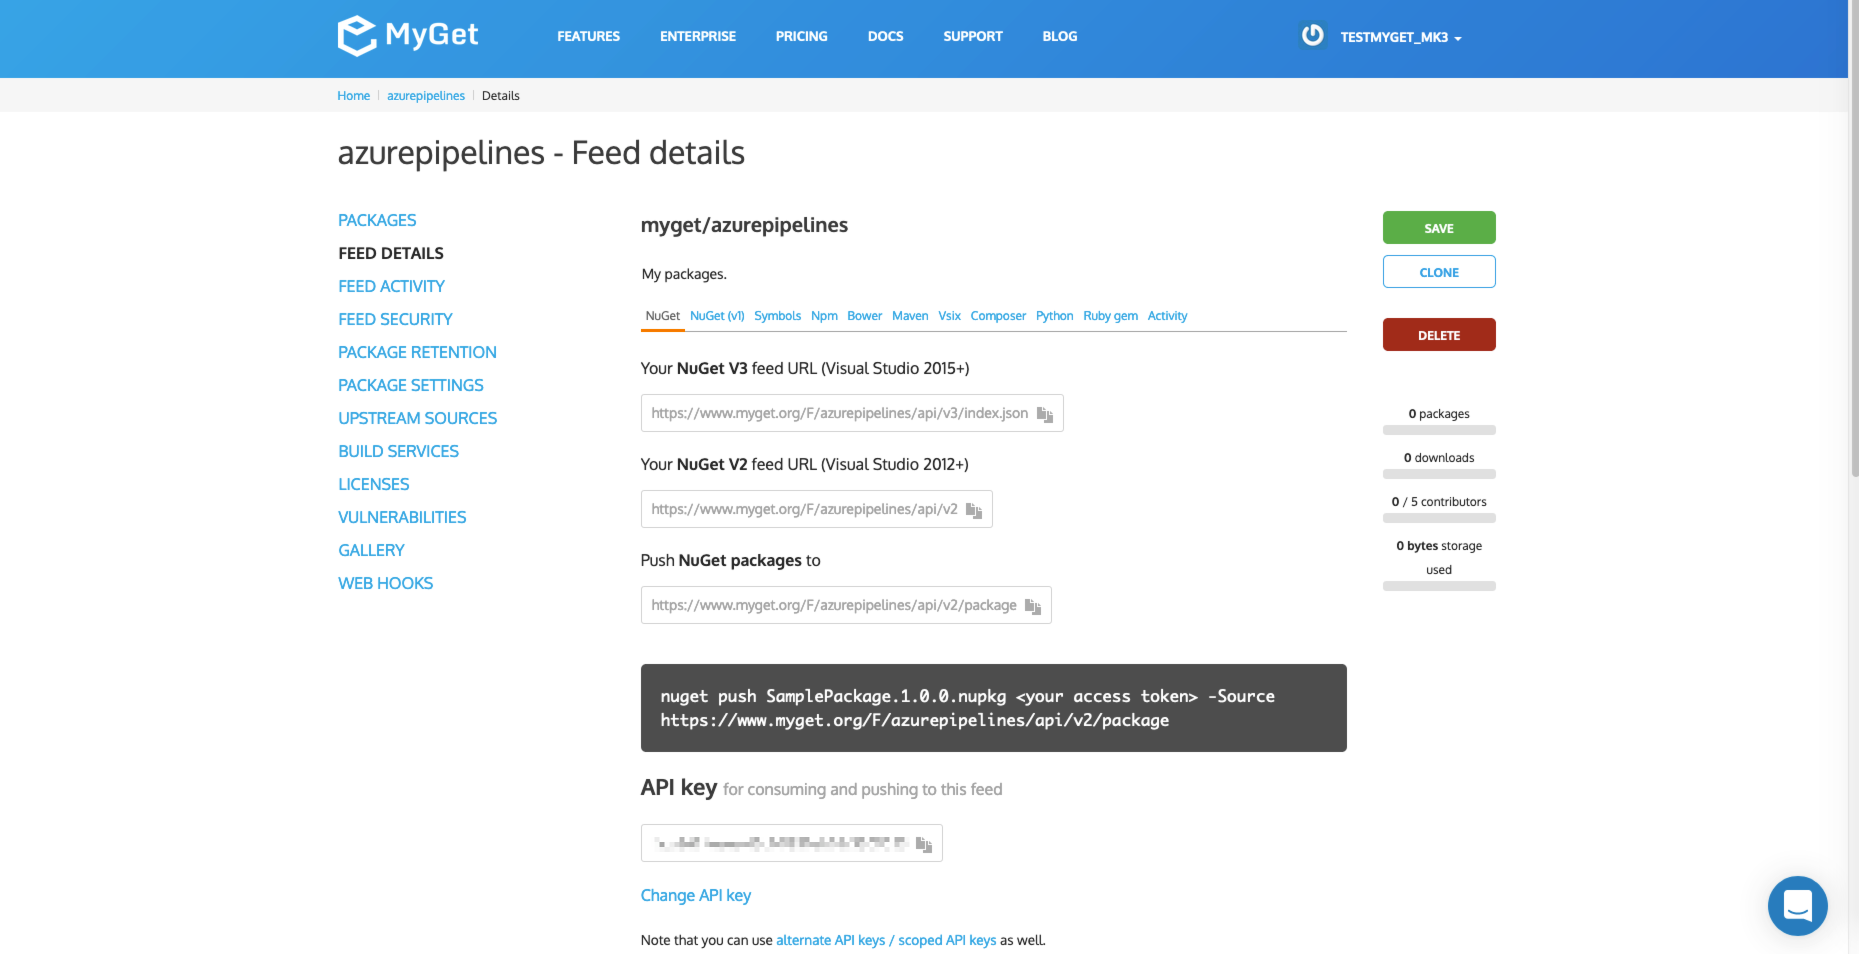 MyGet
FEATURES
ENTERPRISE
PRICING
DOCS
SUPPORT
BLOG
TESTMYGET_MK3
Home
azurepipelines
Details
azurepipelines - Feed details
PACKAGES
FEED DETAILS
FEED ACTIVITY
FEED SECURITY
PACKAGE RETENTION
PACKAGE SETTINGS
UPSTREAM SOURCES
BUILD SERVICES
LICENSES
VULNERABILITIES
GALLERY
WEB HOOKS
myget/azurepipelines
My packages.
NuGet NuGet (v1) Symbols Npm Bower Maven Vsix Composer Python Ruby gem Activity
Your NuGet V3 feed URL (Visual Studio 2015+)
https://www.myget.org/F/azurepipelines/api/v3/index.json
Your NuGet V2 feed URL (Visual Studio 2012+)
https://www.myget.org/F/azurepipelines/api/v2
Push NuGet packages to
https://www.myget.org/F/azurepipelines/api/v2/package
nuget push SamplePackage.1.0.0.nupkg <your access token> -Source
https://www.myget.org/F/azurepipelines/api/v2/package
API key for consuming and pushing to this feed
Change API key
Note that you can use alternate API keys / scoped API keys as well.
SAVE
CLONE
DELETE
0 packages
0 downloads
0 / 5 contributors
0 bytes storage
used